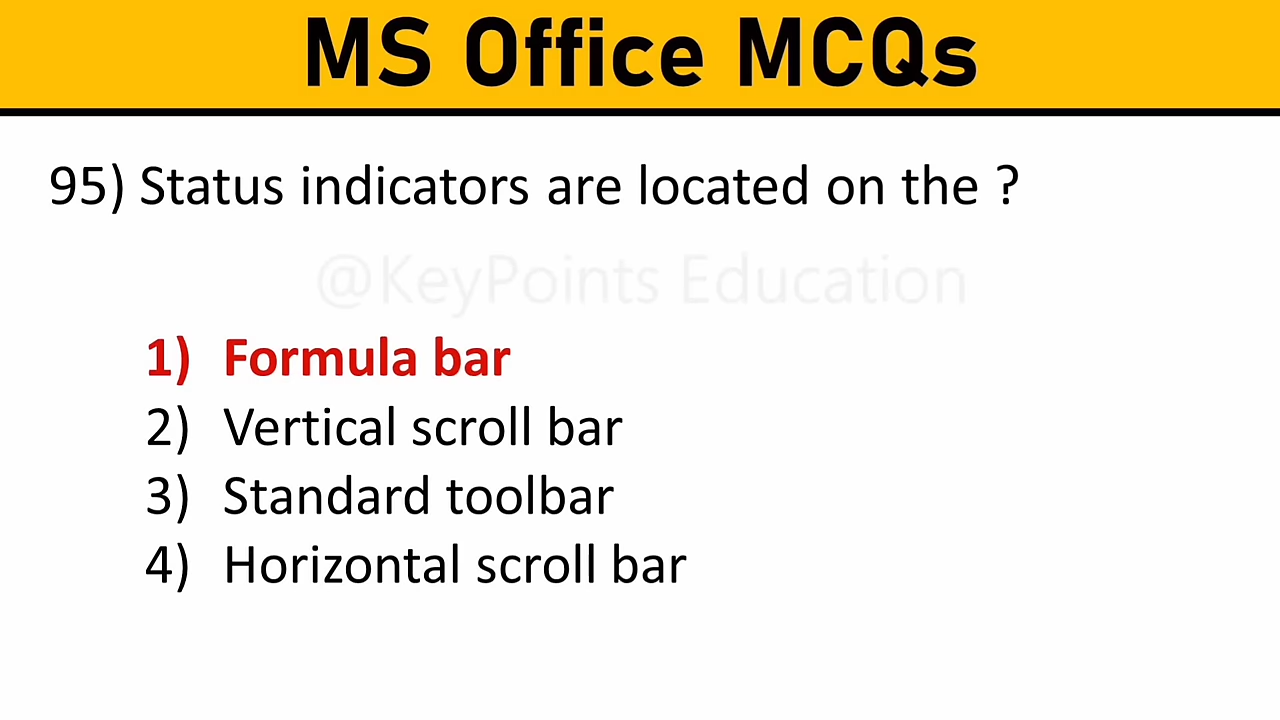 MS Office MCQs
95) Status indicators are located on the ?
@KeyPoints Education
1) Formula bar
2) Vertical scroll bar
3) Standard toolbar
4) Horizontal scroll bar